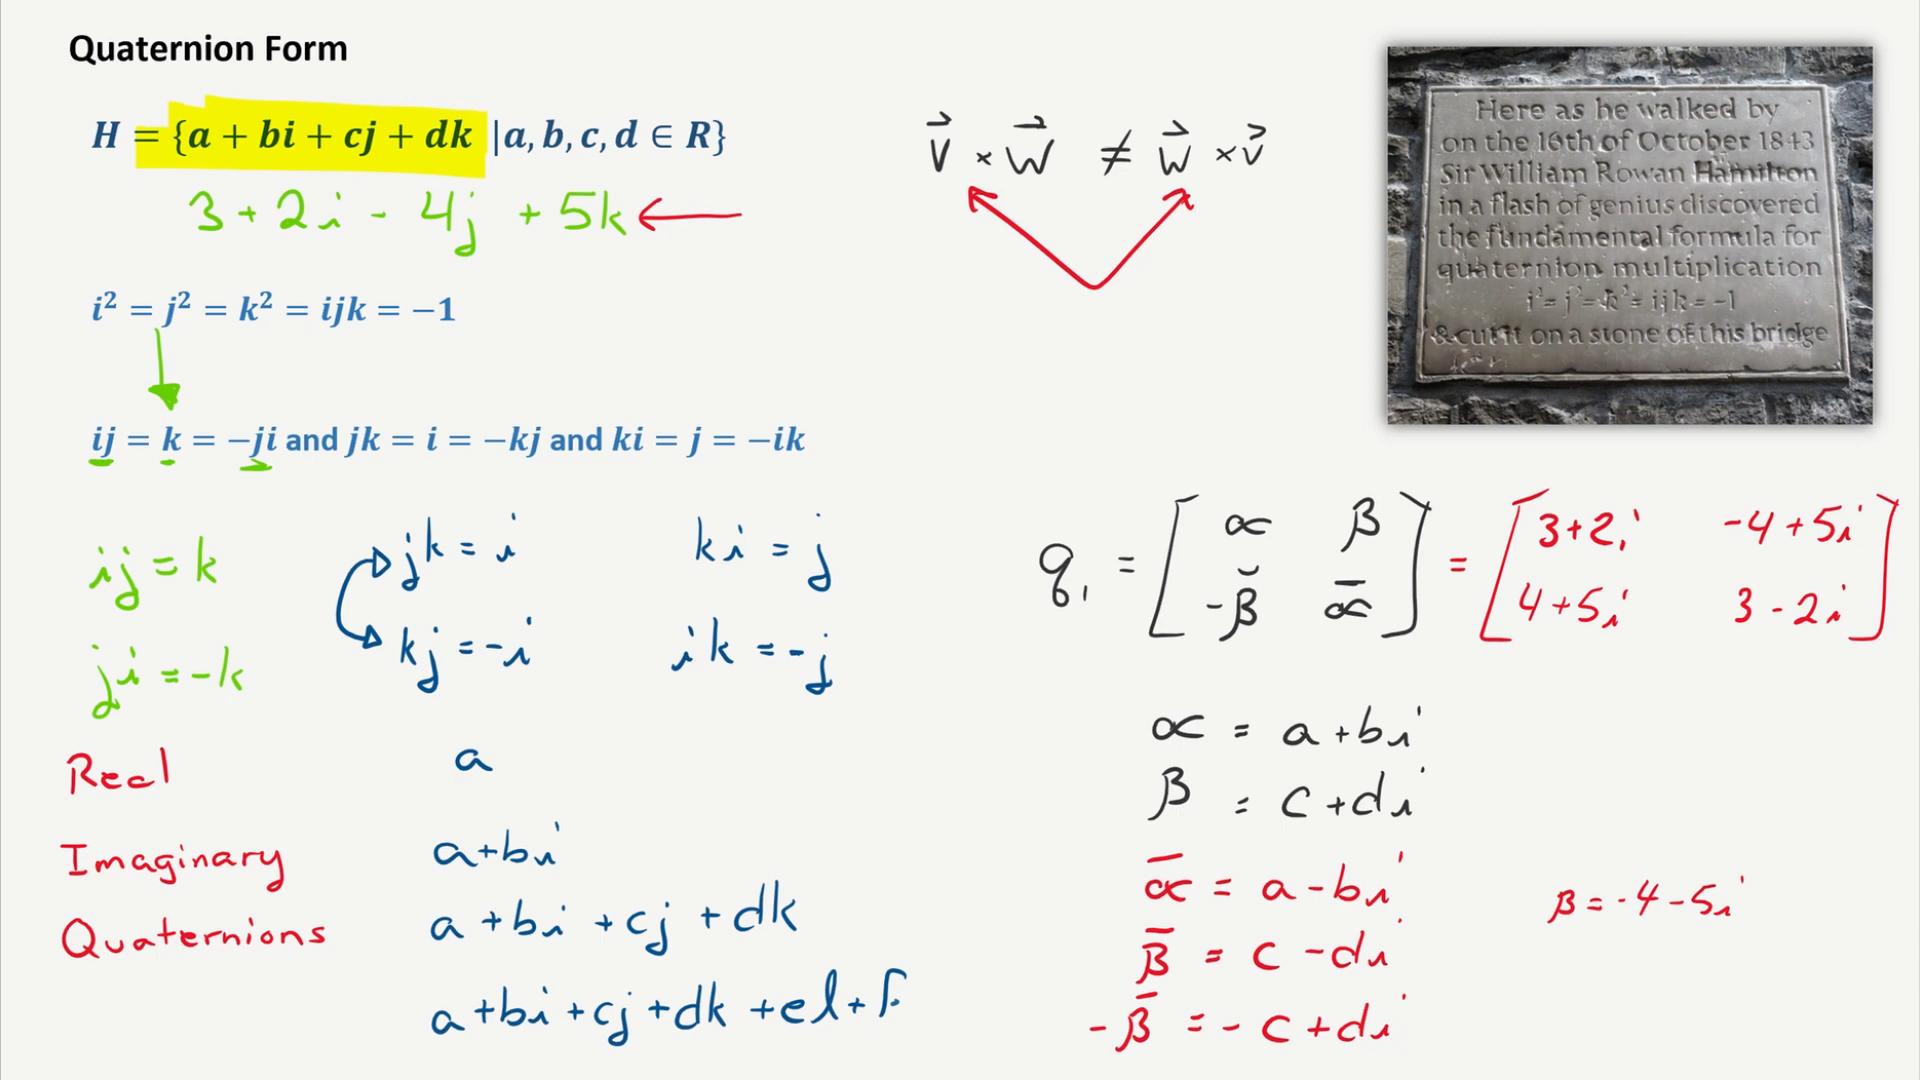 Quaternion Form
H = {a + bi + cj + dk |a, b, c, d ∈ R}
3 + 2i - 4j + 5k
i² = j² = k² = ijk = −1
ij = k = −ji and jk = i = −kj and ki = j = −ik
ij = k
ji = -k
jk = i
kj = -i
ki = j
ik = -j
Real a
Imaginary a+bi
Quaternions a+bi+cj+dk
a+bi+cj+dk+el+f
v⃗ × w⃗ ≠ w⃗ × v⃗
Here as he walked by
on the 16th of October 1843
Sir William Rowan Hamilton
in a flash of genius discovered
the fundamental formula for
quaternion multiplication
i² = j² = k² = ijk = −1
& cut it on a stone of this bridge
q₁ = [ α β ] = [ 3+2i -4+5i ]
[ -β̄ ᾱ ] [ 4+5i 3-2i ]
α = a+bi
β = c+di
ᾱ = a-bi
β̄ = c-di
-β̄ = -c+di
β = -4-5i